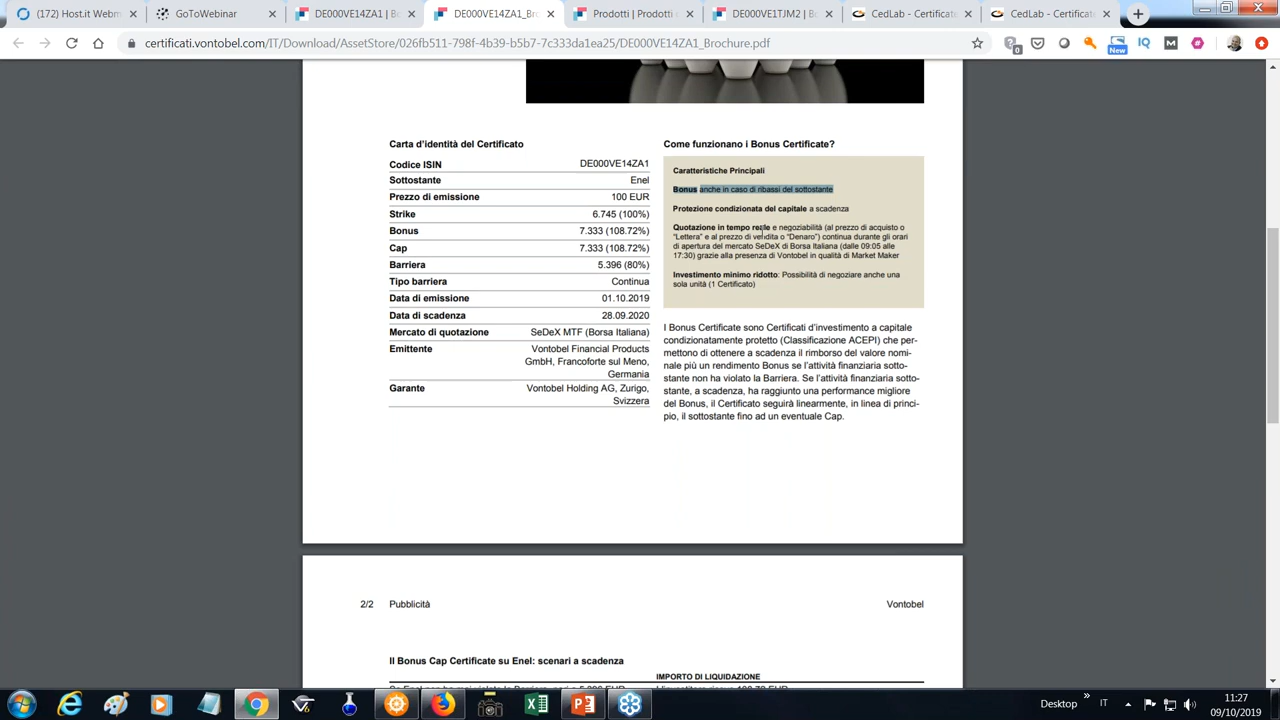 (172) Host.it Webm
GoToWebinar
DE000VE14ZA1 | Bo
DE000VE14ZA1_Bro
Prodotti | Prodotti d
DE000VE1TJM2 | Bo
CedLab - Certificate
CedLab - Certificate
certificati.vontobel.com/IT/Download/AssetStore/026b1511-798f-4b39-b5b7-7c333da1ea25/DE000VE14ZA1_Brochure.pdf
New
Carta d'identità del Certificato
Codice ISIN DE000VE14ZA1
Sottostante Enel
Prezzo di emissione 100 EUR
Strike 6.745 (100%)
Bonus 7.333 (108.72%)
Cap 7.333 (108.72%)
Barriera 5.396 (80%)
Tipo barriera Continua
Data di emissione 01.10.2019
Data di scadenza 28.09.2020
Mercato di quotazione SeDeX MTF (Borsa Italiana)
Emittente Vontobel Financial Products
GmbH, Francoforte sul Meno,
Germania
Garante Vontobel Holding AG, Zurigo,
Svizzera
Come funzionano i Bonus Certificate?
Caratteristiche Principali
Bonus anche in caso di ribassi del sottostante
Protezione condizionata del capitale a scadenza
Quotazione in tempo reale e negoziabilità (al prezzo di acquisto o
"Lettera" e al prezzo di vendita o "Denaro") continua durante gli orari
di apertura del mercato SeDeX di Borsa Italiana (dalle 09:05 alle
17:30) grazie alla presenza di Vontobel in qualità di Market Maker
Investimento minimo ridotto: Possibilità di negoziare anche una
sola unità (1 Certificato)
I Bonus Certificate sono Certificati d'investimento a capitale
condizionatamente protetto (Classificazione ACEPI) che per-
mettono di ottenere a scadenza il rimborso del valore nomi-
nale più un rendimento Bonus se l'attività finanziaria sotto-
stante non ha violato la Barriera. Se l'attività finanziaria sotto-
stante, a scadenza, ha raggiunto una performance migliore
del Bonus, il Certificato seguirà linearmente, in linea di princi-
pio, il sottostante fino ad un eventuale Cap.
2/2 Pubblicità Vontobel
Il Bonus Cap Certificate su Enel: scenari a scadenza
IMPORTO DI LIQUIDAZIONE
Desktop
IT
11:27
09/10/2019